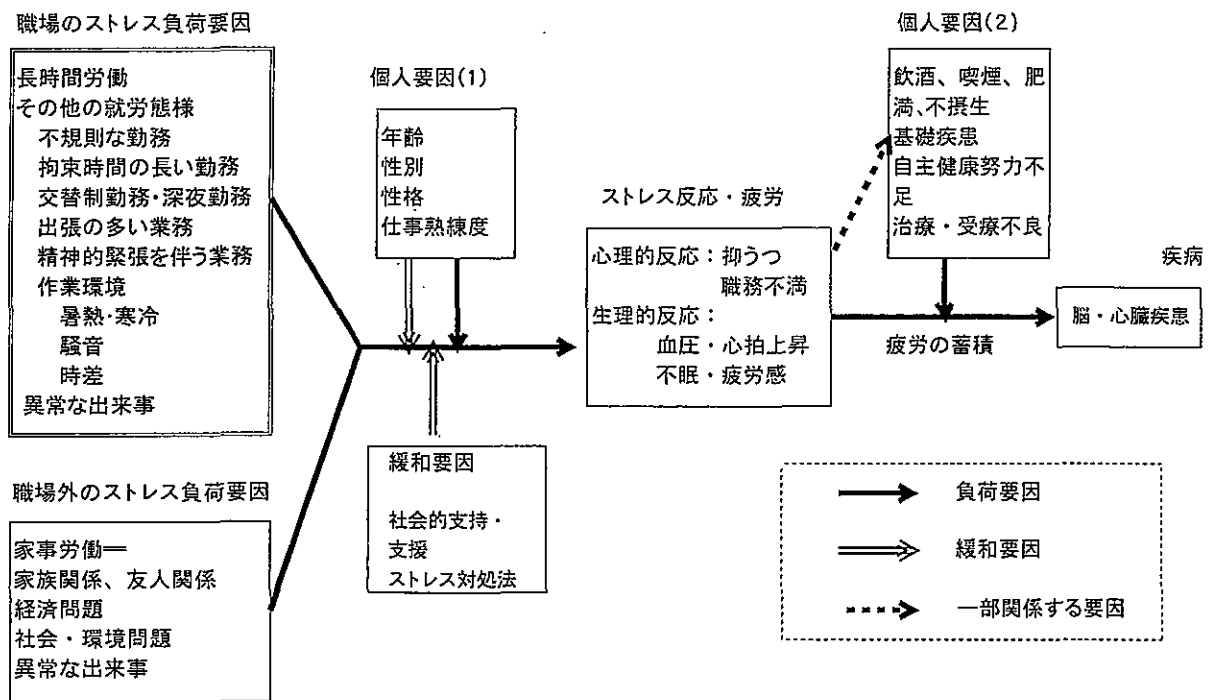 職場のストレス負荷要因
長時間労働
その他の就労態様
不規則な勤務
拘束時間の長い勤務
交替制勤務・深夜勤務
出張の多い業務
精神的緊張を伴う業務
作業環境
暑熱・寒冷
騒音
時差
異常な出来事
職場外のストレス負荷要因
家事労働
家族関係、友人関係
経済問題
社会・環境問題
異常な出来事
個人要因(1)
年齢
性別
性格
仕事熟練度
緩和要因
社会的支持・
支援
ストレス対処法
ストレス反応・疲労
心理的反応：抑うつ
職務不満
生理的反応：
血圧・心拍上昇
不眠・疲労感
個人要因(2)
飲酒、喫煙、肥
満、不摂生
基礎疾患
自主健康努力不
足
治療・受療不良
疲労の蓄積
疾病
脳・心臓疾患
負荷要因
緩和要因
一部関係する要因